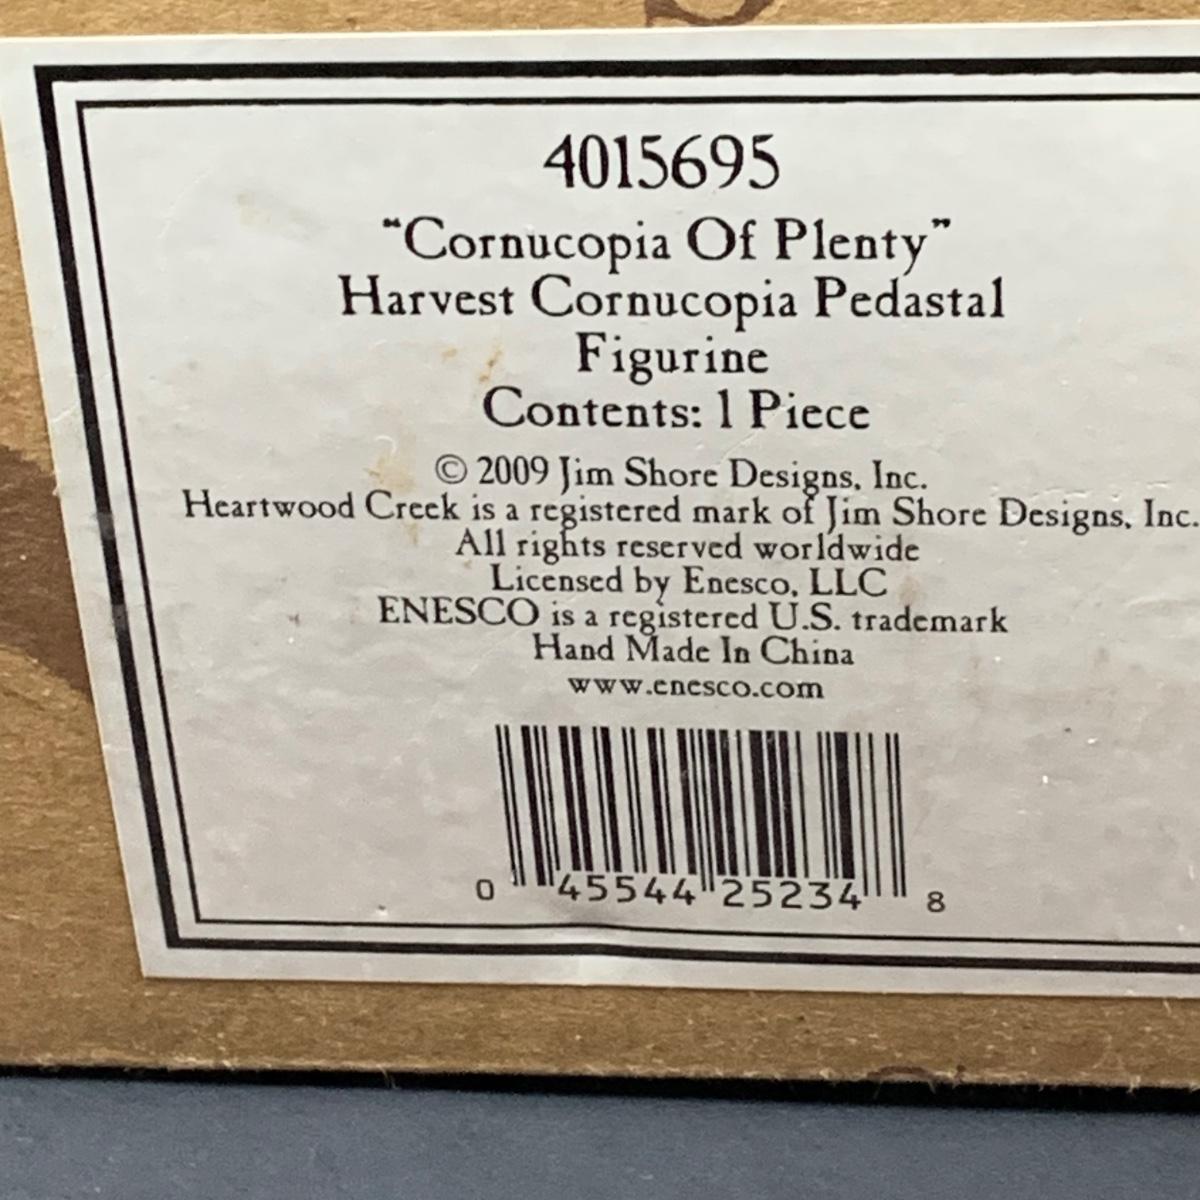 4015695
“Cornucopia Of Plenty”
Harvest Cornucopia Pedastal
Figurine
Contents: 1 Piece
© 2009 Jim Shore Designs, Inc.
Heartwood Creek is a registered mark of Jim Shore Designs, Inc.
All rights reserved worldwide
Licensed by Enesco, LLC
ENESCO is a registered U.S. trademark
Hand Made In China
www.enesco.com
0 45544 25234 8